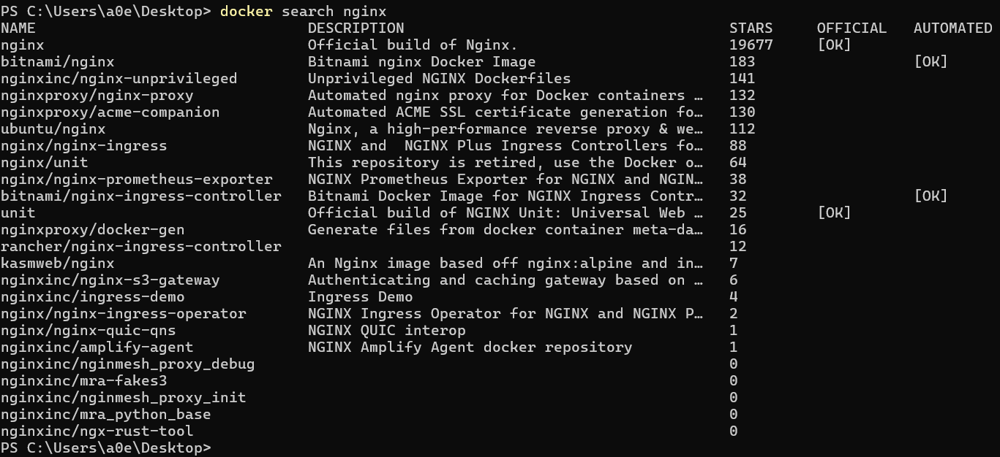 PS C:\Users\a0e\Desktop> docker search nginx
NAME DESCRIPTION STARS OFFICIAL AUTOMATED
nginx Official build of Nginx. 19677 [OK]
bitnami/nginx Bitnami nginx Docker Image 183 [OK]
nginxinc/nginx-unprivileged Unprivileged NGINX Dockerfiles 141
nginxproxy/nginx-proxy Automated nginx proxy for Docker containers … 132
nginxproxy/acme-companion Automated ACME SSL certificate generation fo… 130
ubuntu/nginx Nginx, a high-performance reverse proxy & we… 112
nginx/nginx-ingress NGINX and  NGINX Plus Ingress Controllers fo… 88
nginx/unit This repository is retired, use the Docker o… 64
nginx/nginx-prometheus-exporter NGINX Prometheus Exporter for NGINX and NGIN… 38
bitnami/nginx-ingress-controller Bitnami Docker Image for NGINX Ingress Contr… 32 [OK]
unit Official build of NGINX Unit: Universal Web … 25 [OK]
nginxproxy/docker-gen Generate files from docker container meta-da… 16
rancher/nginx-ingress-controller 12
kasmweb/nginx An Nginx image based off nginx:alpine and in… 7
nginxinc/nginx-s3-gateway Authenticating and caching gateway based on … 6
nginxinc/ingress-demo Ingress Demo 4
nginx/nginx-ingress-operator NGINX Ingress Operator for NGINX and NGINX P… 2
nginx/nginx-quic-qns NGINX QUIC interop 1
nginxinc/amplify-agent NGINX Amplify Agent docker repository 1
nginxinc/nginmesh_proxy_debug 0
nginxinc/mra-fakes3 0
nginxinc/nginmesh_proxy_init 0
nginxinc/mra_python_base 0
nginxinc/ngx-rust-tool 0
PS C:\Users\a0e\Desktop>